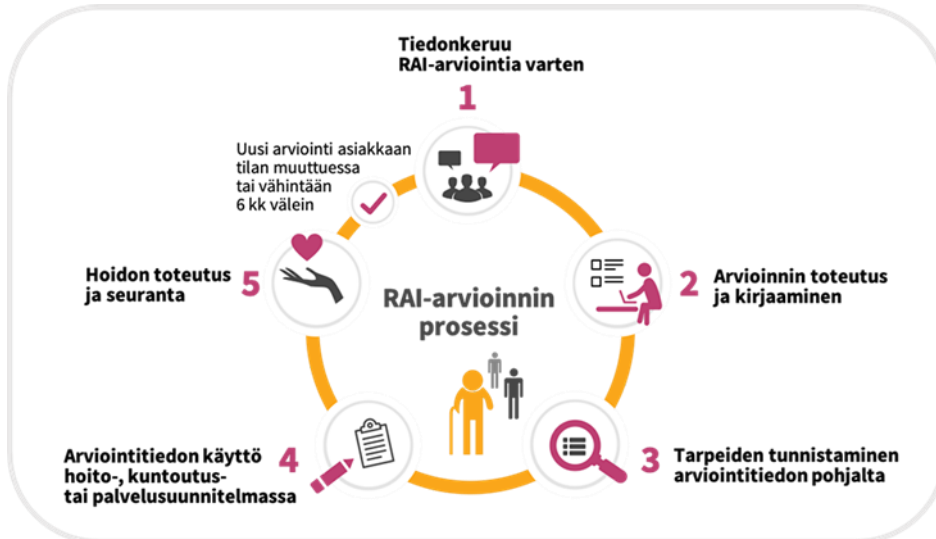 Tiedonkeruu
RAI-arviointia varten
1
Uusi arviointi asiakkaan
tilan muuttuessa
tai vähintään
6 kk välein
Hoidon toteutus
ja seuranta
5
RAI-arvioinnin
prosessi
2
Arvioinnin toteutus
ja kirjaaminen
Arviointitiedon käyttö
hoito-, kuntoutus-
tai palvelusuunnitelmassa
4
3
Tarpeiden tunnistaminen
arviointitiedon pohjalta